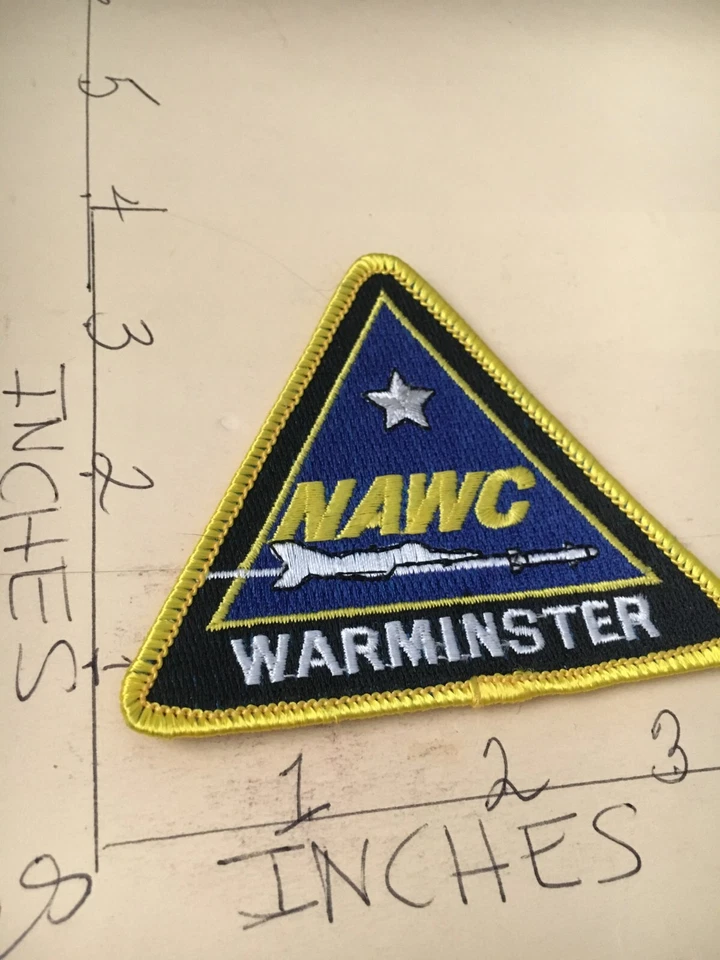 5
4
3
2
1
INCHES
NAWC
WARMINSTER
1 2 3
INCHES